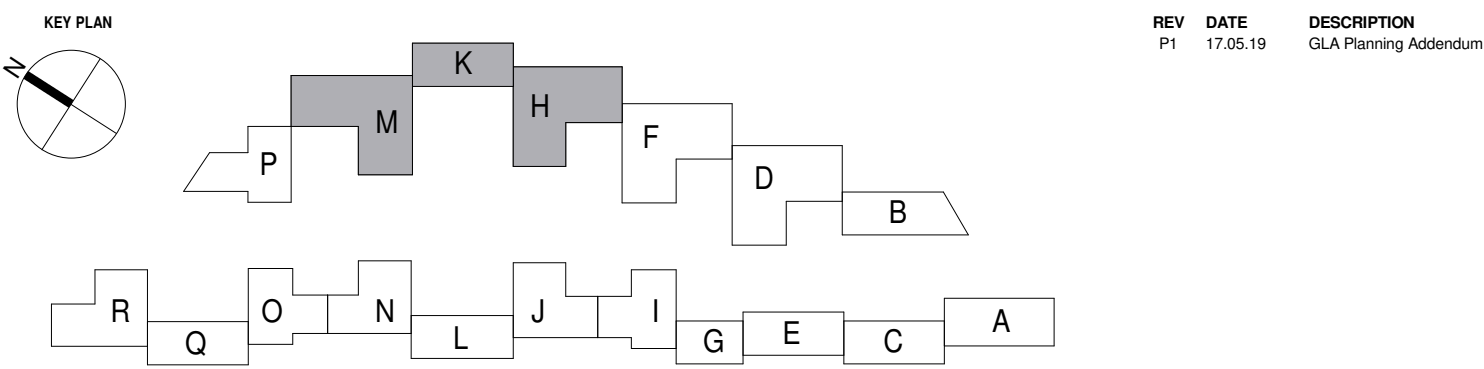 KEY PLAN
N
REV DATE DESCRIPTION
P1 17.05.19 GLA Planning Addendum
K
M H
P F
D
B
R O N J I A
Q L G E C